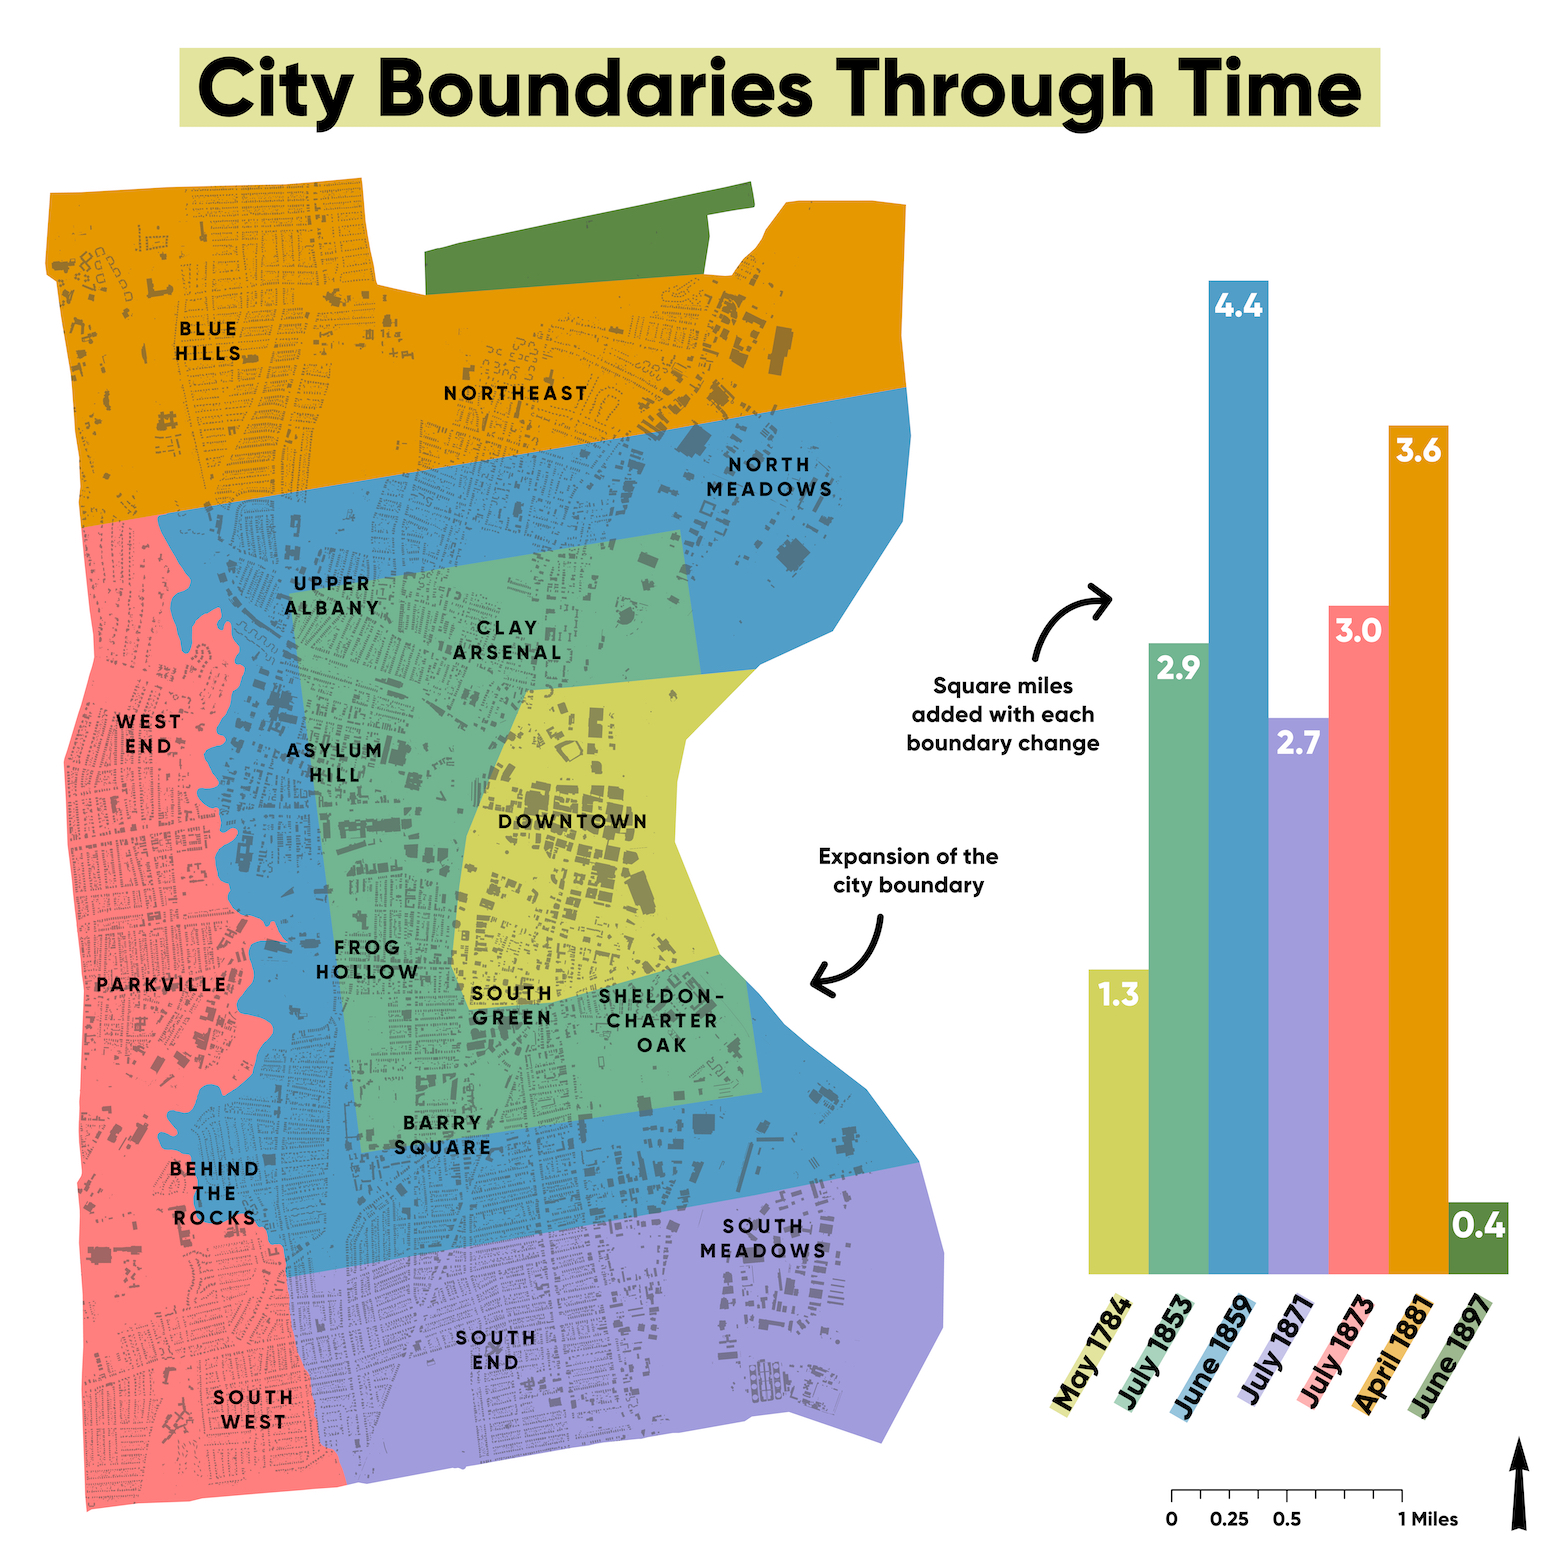 City Boundaries Through Time
BLUE
HILLS
NORTHEAST
NORTH
MEADOWS
UPPER
ALBANY
CLAY
ARSENAL
WEST
END
ASYLUM
HILL
DOWNTOWN
FROG
HOLLOW
PARKVILLE
SOUTH
GREEN
SHELDON-
CHARTER
OAK
BARRY
SQUARE
BEHIND
THE
ROCKS
SOUTH
MEADOWS
SOUTH
END
SOUTH
WEST
Square miles
added with each
boundary change
Expansion of the
city boundary
1.3
2.9
4.4
2.7
3.0
3.6
0.4
May 1784
July 1853
June 1859
July 1871
July 1873
April 1881
June 1897
0 0.25 0.5 1 Miles